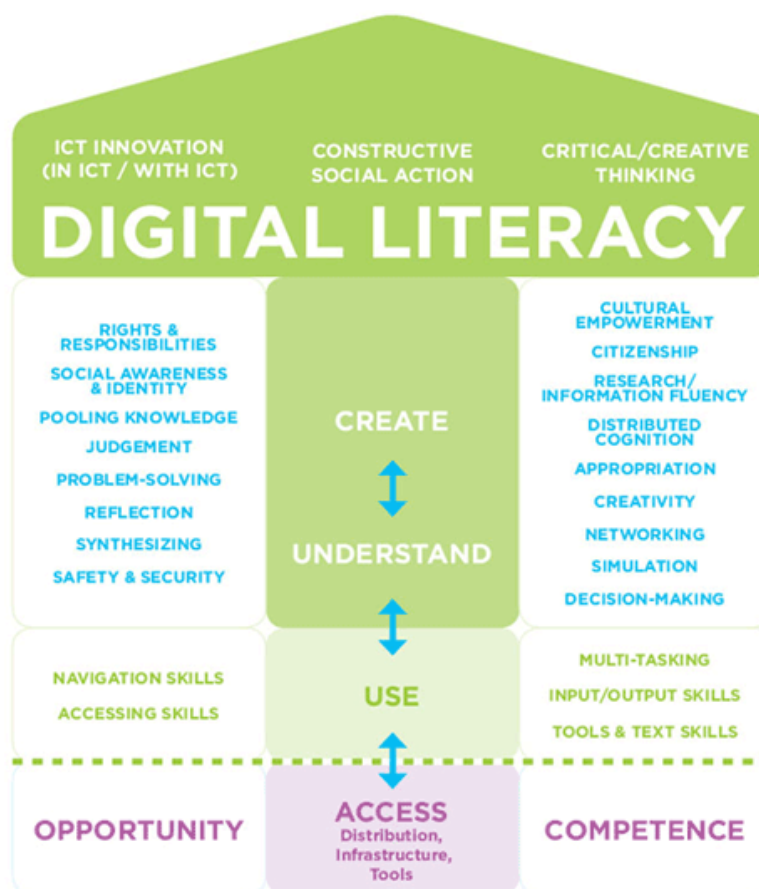 ICT INNOVATION
(IN ICT / WITH ICT)
CONSTRUCTIVE
SOCIAL ACTION
CRITICAL/CREATIVE
THINKING
DIGITAL LITERACY
RIGHTS &
RESPONSIBILITIES
SOCIAL AWARENESS
& IDENTITY
POOLING KNOWLEDGE
JUDGEMENT
PROBLEM-SOLVING
REFLECTION
SYNTHESIZING
SAFETY & SECURITY
CREATE
UNDERSTAND
CULTURAL
EMPOWERMENT
CITIZENSHIP
RESEARCH/
INFORMATION FLUENCY
DISTRIBUTED
COGNITION
APPROPRIATION
CREATIVITY
NETWORKING
SIMULATION
DECISION-MAKING
NAVIGATION SKILLS
ACCESSING SKILLS
USE
MULTI-TASKING
INPUT/OUTPUT SKILLS
TOOLS & TEXT SKILLS
OPPORTUNITY
ACCESS
Distribution,
Infrastructure,
Tools
COMPETENCE